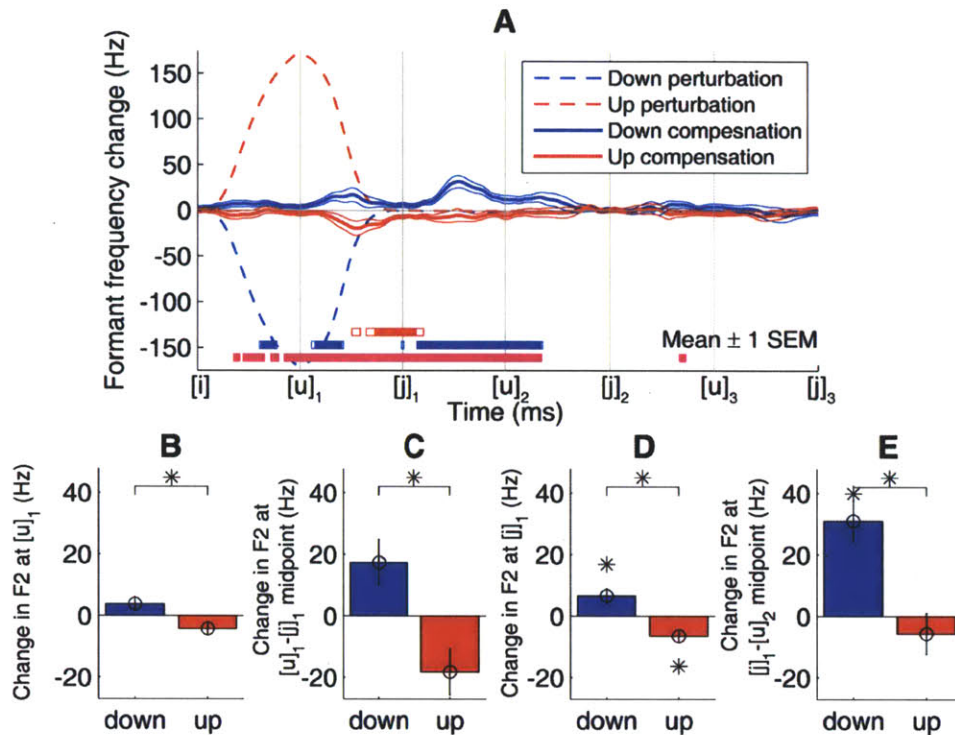 A
Formant frequency change (Hz)
150
100
50
0
-50
-100
-150
Down perturbation
Up perturbation
Down compesnation
Up compensation
Mean ± 1 SEM
[i] [u]1 [j]1 [u]2 [j]2 [u]3 [j]3
Time (ms)
B
Change in F2 at [u]1 (Hz)
40
20
0
-20
*
down up
C
Change in F2 at
[u]1-[j]1 midpoint (Hz)
40
20
0
-20
*
down up
D
Change in F2 at [j]1 (Hz)
40
20
0
-20
*
*
*
down up
E
Change in F2 at
[j]1-[u]2 midpoint (Hz)
40
20
0
-20
*
*
down up